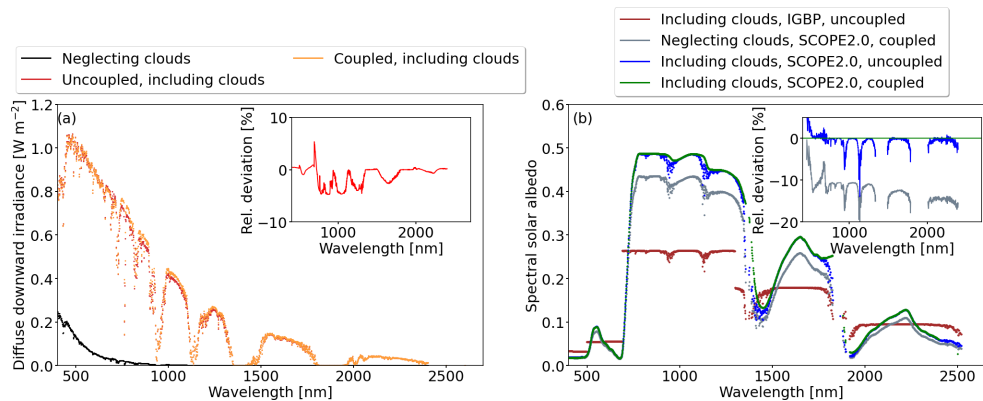 Neglecting clouds
Uncoupled, including clouds
Coupled, including clouds
Including clouds, IGBP, uncoupled
Neglecting clouds, SCOPE2.0, coupled
Including clouds, SCOPE2.0, uncoupled
Including clouds, SCOPE2.0, coupled
(a)
Diffuse downward irradiance [W m⁻²]
1.2
1.0
0.8
0.6
0.4
0.2
0.0
500 1000 1500 2000 2500
Wavelength [nm]
Rel. deviation [%]
10
0
−10
1000 2000
Wavelength [nm]
(b)
Spectral solar albedo
0.6
0.5
0.4
0.3
0.2
0.1
0.0
500 1000 1500 2000 2500
Wavelength [nm]
Rel. deviation [%]
0
−10
−20
1000 2000
Wavelength [nm]